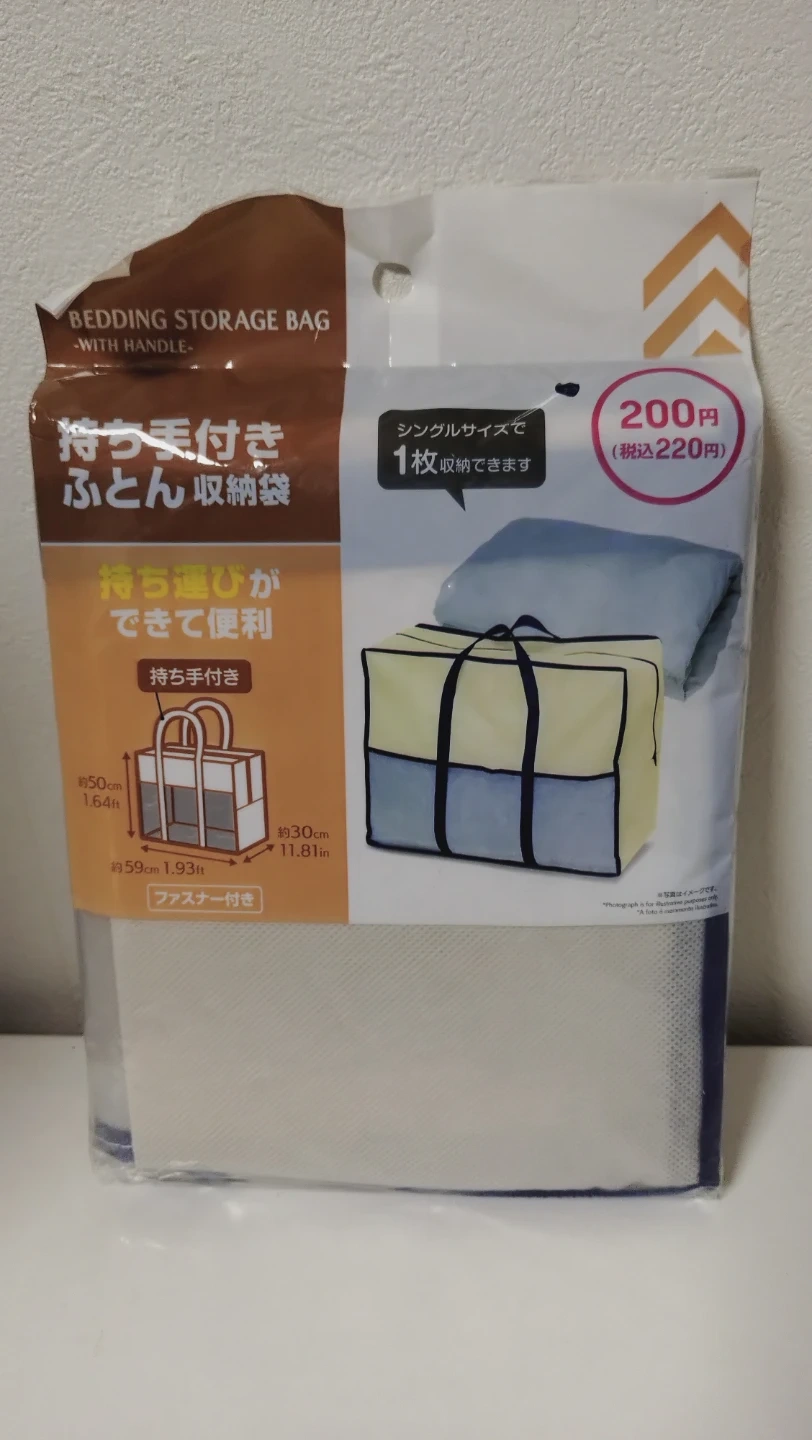 BEDDING STORAGE BAG
-WITH HANDLE-
持ち手付き
ふとん 収納袋
シングルサイズで
1枚収納できます
200円
(税込220円)
持ち運びが
できて便利
持ち手付き
約50cm
1.64ft
約30cm
11.81in
約59cm 1.93ft
ファスナー付き
※写真はイメージです。
*Photograph is for illustrative purposes only.
*A foto é meramente ilustrativa.